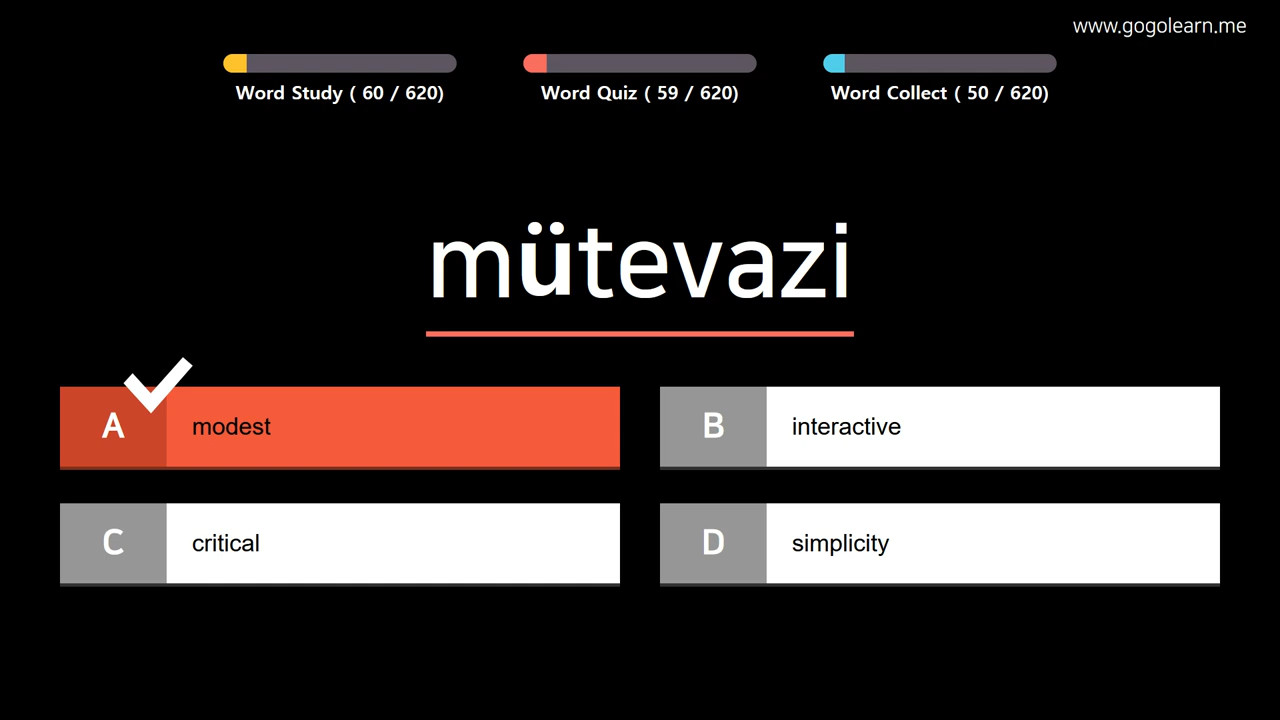 www.gogolearn.me
Word Study ( 60 / 620)
Word Quiz ( 59 / 620)
Word Collect ( 50 / 620)
mütevazi
A modest
B interactive
C critical
D simplicity